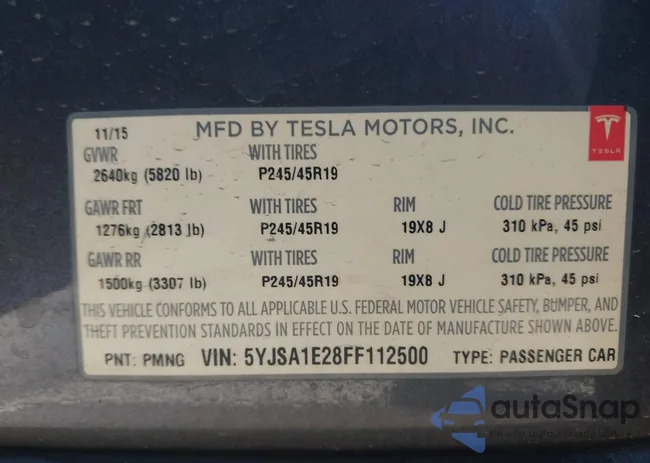 11/15 MFD BY TESLA MOTORS, INC.
TESLA
GVWR WITH TIRES
2640kg (5820 lb) P245/45R19
GAWR FRT WITH TIRES RIM COLD TIRE PRESSURE
1276kg (2813 lb) P245/45R19 19X8 J 310 kPa, 45 psi
GAWR RR WITH TIRES RIM COLD TIRE PRESSURE
1500kg (3307 lb) P245/45R19 19X8 J 310 kPa, 45 psi
THIS VEHICLE CONFORMS TO ALL APPLICABLE U.S. FEDERAL MOTOR VEHICLE SAFETY, BUMPER, AND
THEFT PREVENTION STANDARDS IN EFFECT ON THE DATE OF MANUFACTURE SHOWN ABOVE.
PNT: PMNG VIN: 5YJSA1E28FF112500 TYPE: PASSENGER CAR
autoSnap